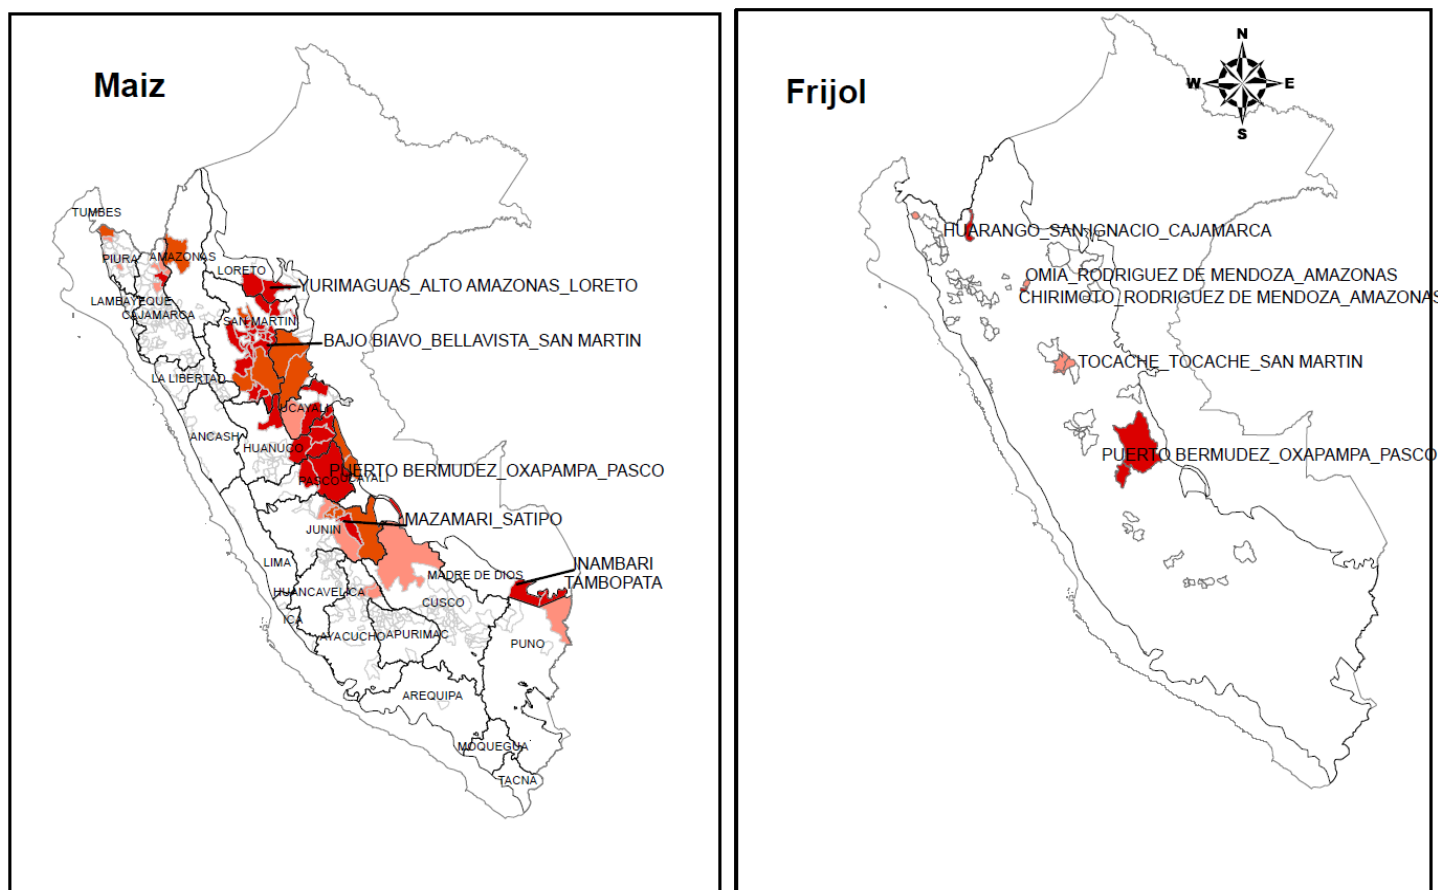 Maiz
TUMBES
PIURA
AMAZONAS
LORETO
YURIMAGUAS_ALTO AMAZONAS_LORETO
LAMBAYEQUE
CAJAMARCA
SAN MARTIN
BAJO BIAVO_BELLAVISTA_SAN MARTIN
LA LIBERTAD
UCAYALI
ANCASH
HUANUCO
PUERTO BERMUDEZ_OXAPAMPA_PASCO
PASCO
UCAYALI
MAZAMARI_SATIPO
JUNIN
LIMA
INAMBARI
TAMBOPATA
MADRE DE DIOS
HUANCAVELICA
CUSCO
ICA
AYACUCHO
APURIMAC
PUNO
AREQUIPA
MOQUEGUA
TACNA
Frijol
N
W
E
S
HUARANGO_SAN IGNACIO_CAJAMARCA
OMIA_RODRIGUEZ DE MENDOZA_AMAZONAS
CHIRIMOTO_RODRIGUEZ DE MENDOZA_AMAZONAS
TOCACHE_TOCACHE_SAN MARTIN
PUERTO BERMUDEZ_OXAPAMPA_PASCO